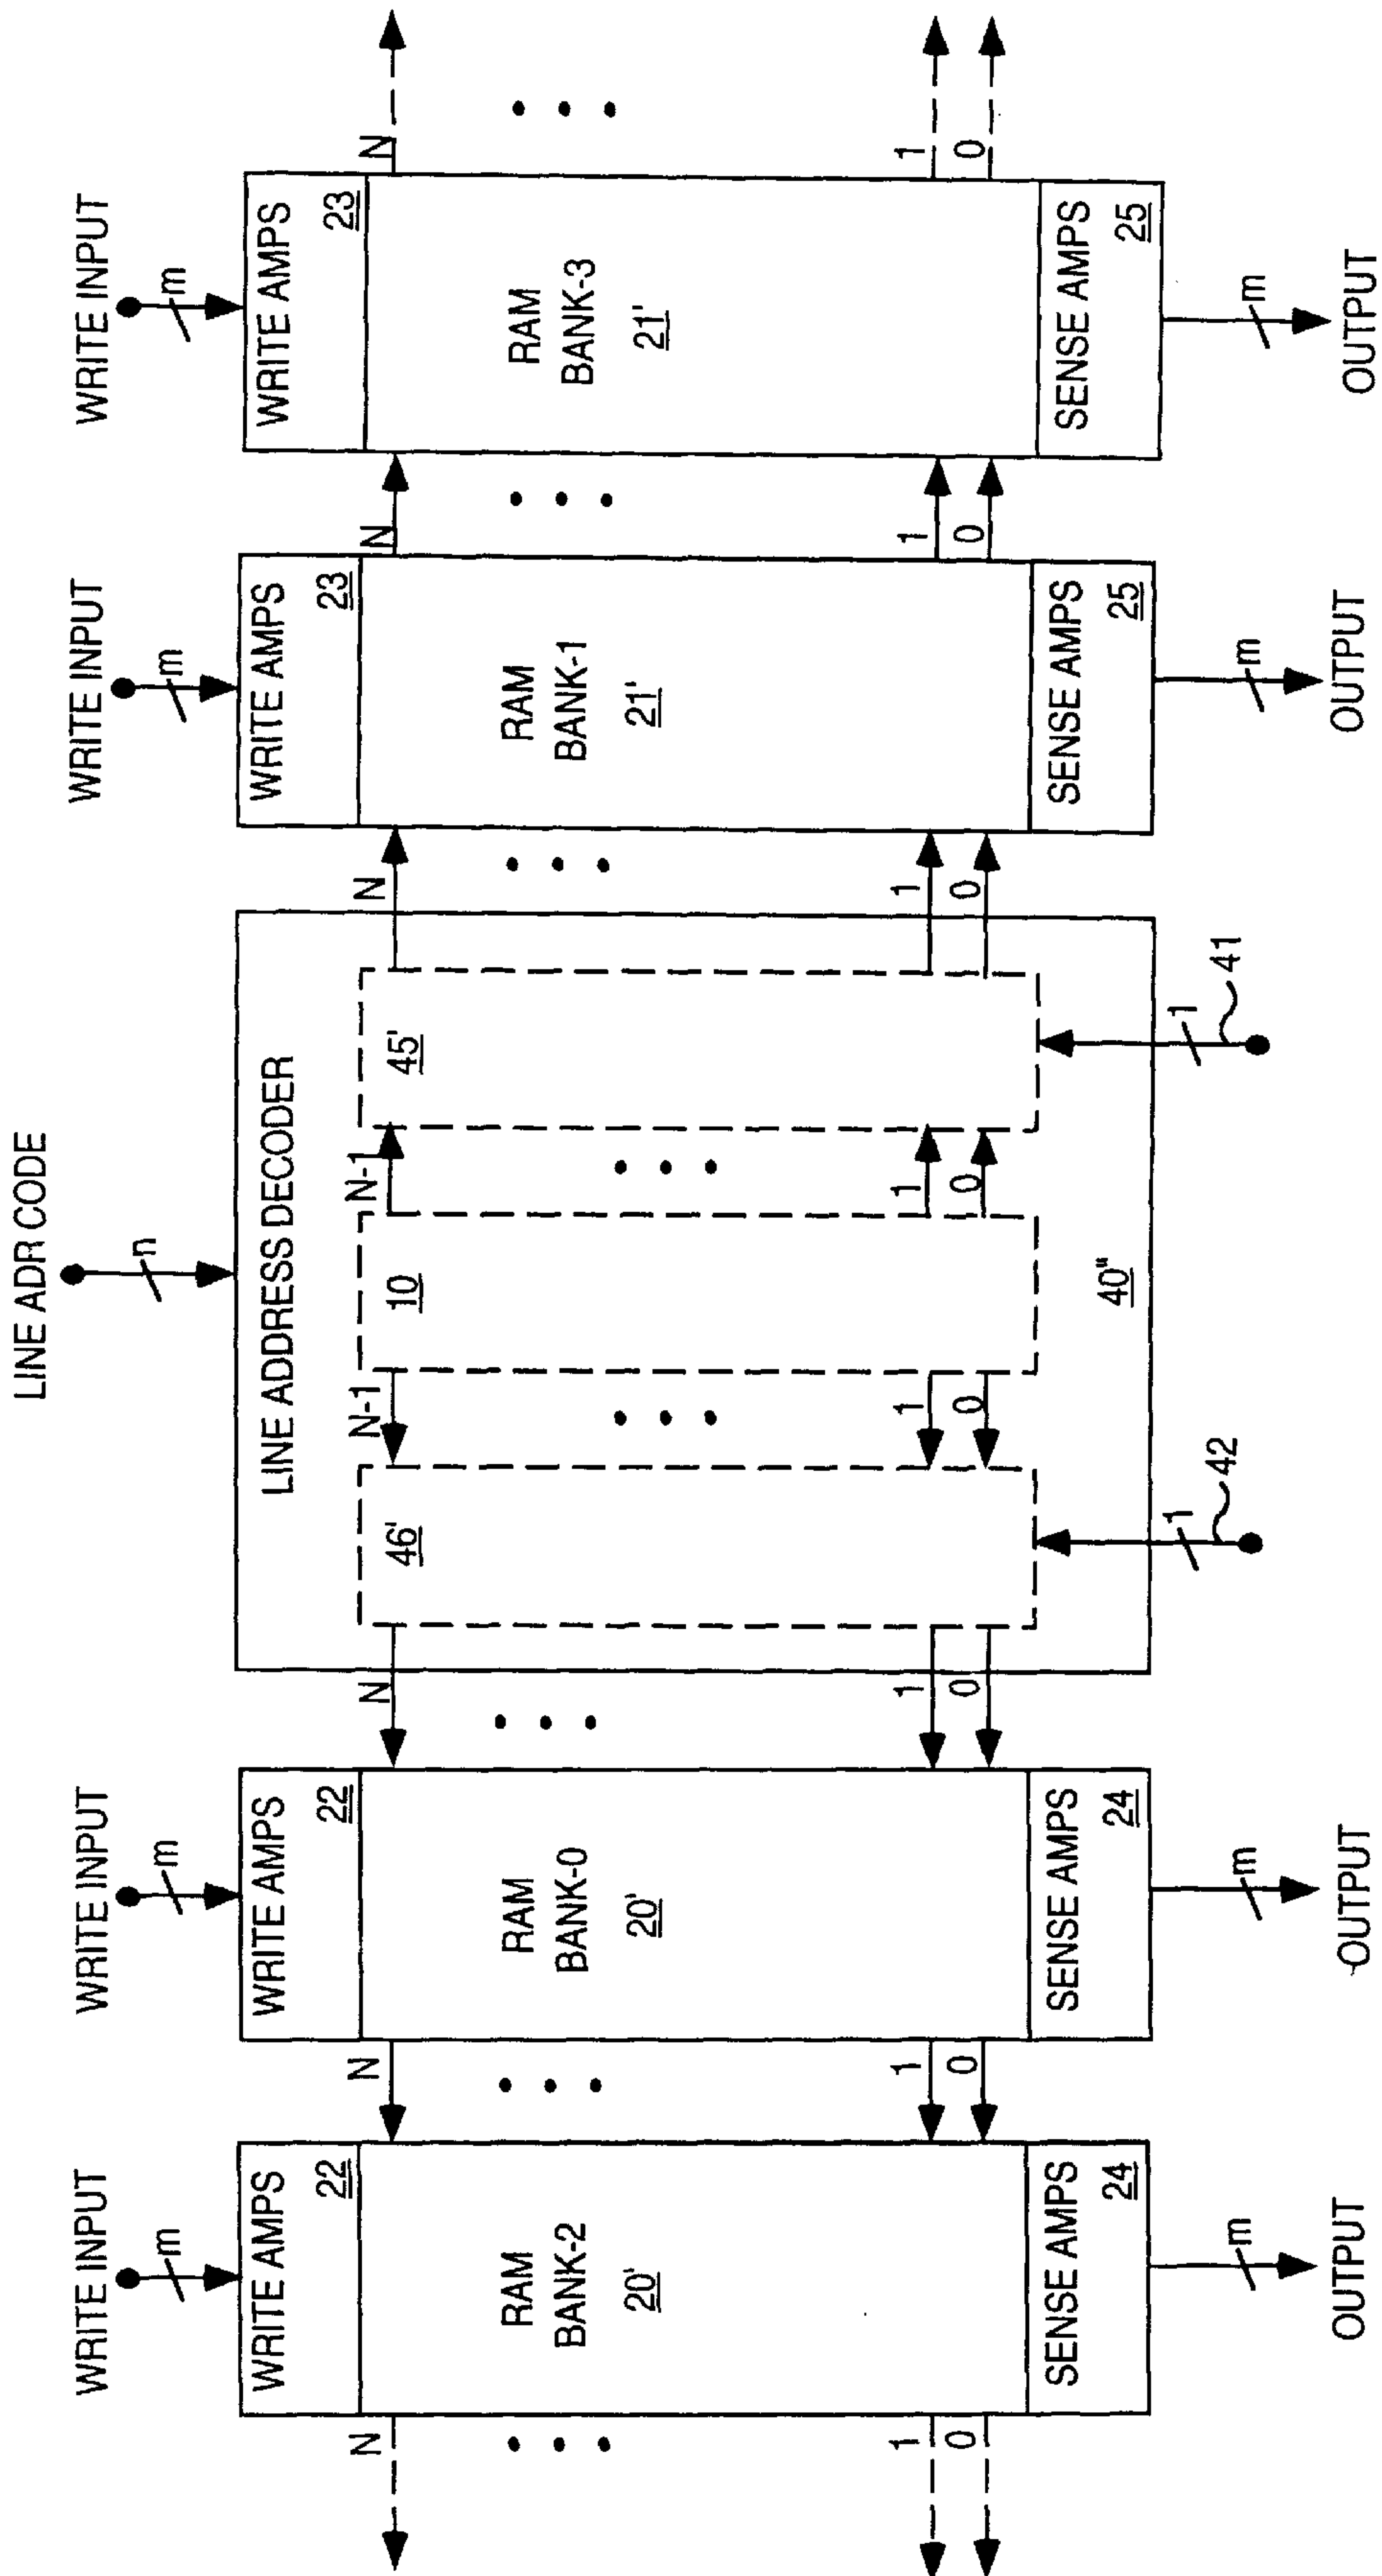 LINE ADR CODE
n
WRITE INPUT
m
WRITE INPUT
m
WRITE INPUT
m
WRITE INPUT
m
WRITE AMPS
22
WRITE AMPS
22
LINE ADDRESS DECODER
WRITE AMPS
23
WRITE AMPS
23
N
N
N
N-1
N-1
N
N
N
46'
10
45'
RAM
BANK-2
20'
RAM
BANK-0
20'
RAM
BANK-1
21'
RAM
BANK-3
21'
1
1
1
1
1
1
1
1
0
0
0
0
0
0
0
0
40"
SENSE AMPS
24
SENSE AMPS
24
SENSE AMPS
25
SENSE AMPS
25
1
42
1
41
m
m
m
m
OUTPUT
OUTPUT
OUTPUT
OUTPUT